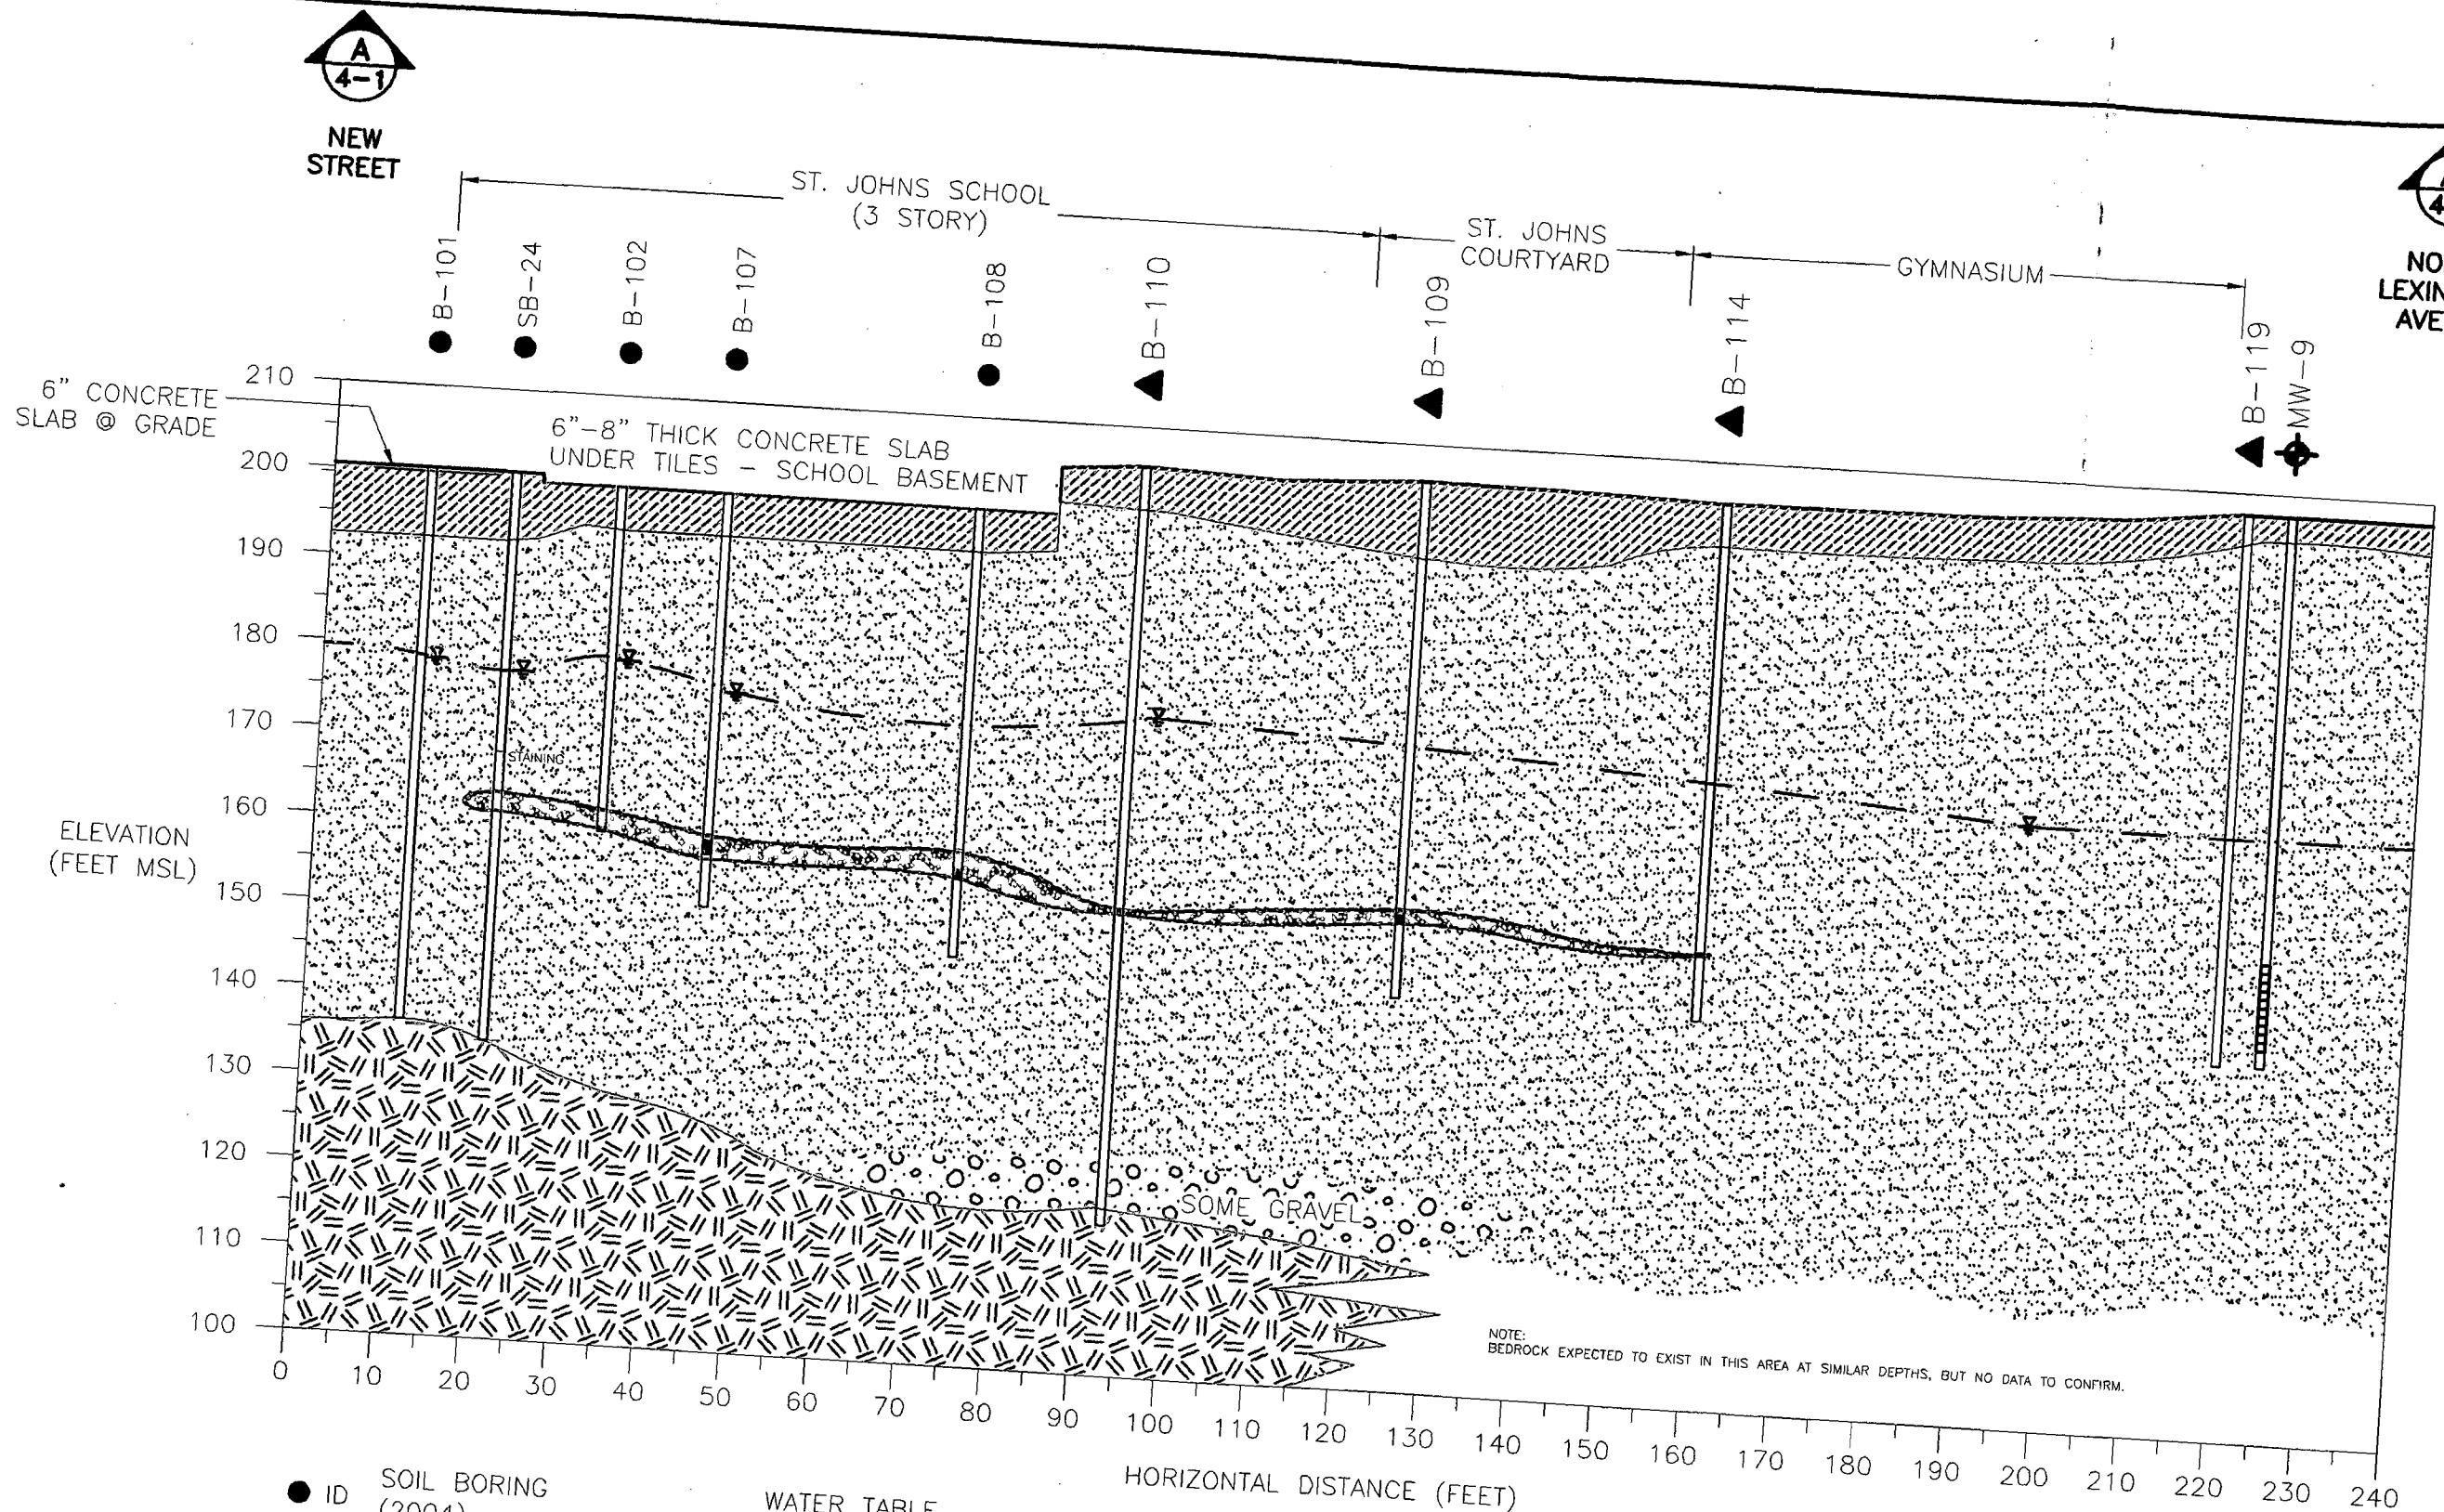 A
4-1
NEW
STREET
ST. JOHNS SCHOOL
(3 STORY)
ST. JOHNS
COURTYARD
GYMNASIUM
B-101
SB-24
B-102
B-107
B-108
B-110
B-109
B-114
B-119
MW-9
6" CONCRETE
SLAB @ GRADE
6"-8" THICK CONCRETE SLAB
UNDER TILES - SCHOOL BASEMENT
210
200
190
180
170
160
150
140
130
120
110
100
ELEVATION
(FEET MSL)
STAINING
SOME GRAVEL
NOTE:
BEDROCK EXPECTED TO EXIST IN THIS AREA AT SIMILAR DEPTHS, BUT NO DATA TO CONFIRM.
0 10 20 30 40 50 60 70 80 90 100 110 120 130 140 150 160 170 180 190 200 210 220 230 240
HORIZONTAL DISTANCE (FEET)
ID SOIL BORING
(2004)
WATER TABLE